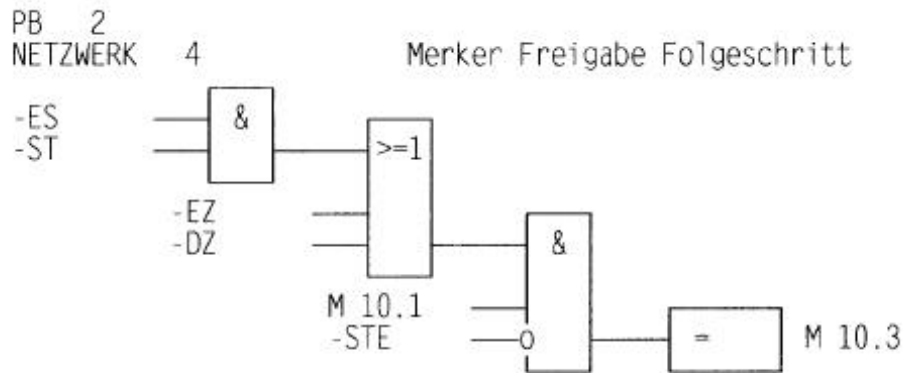 PB 2
NETZWERK 4 Merker Freigabe Folgeschritt
-ES
&
-ST
>=1
-EZ
-DZ
&
M 10.1
-STE
= M 10.3